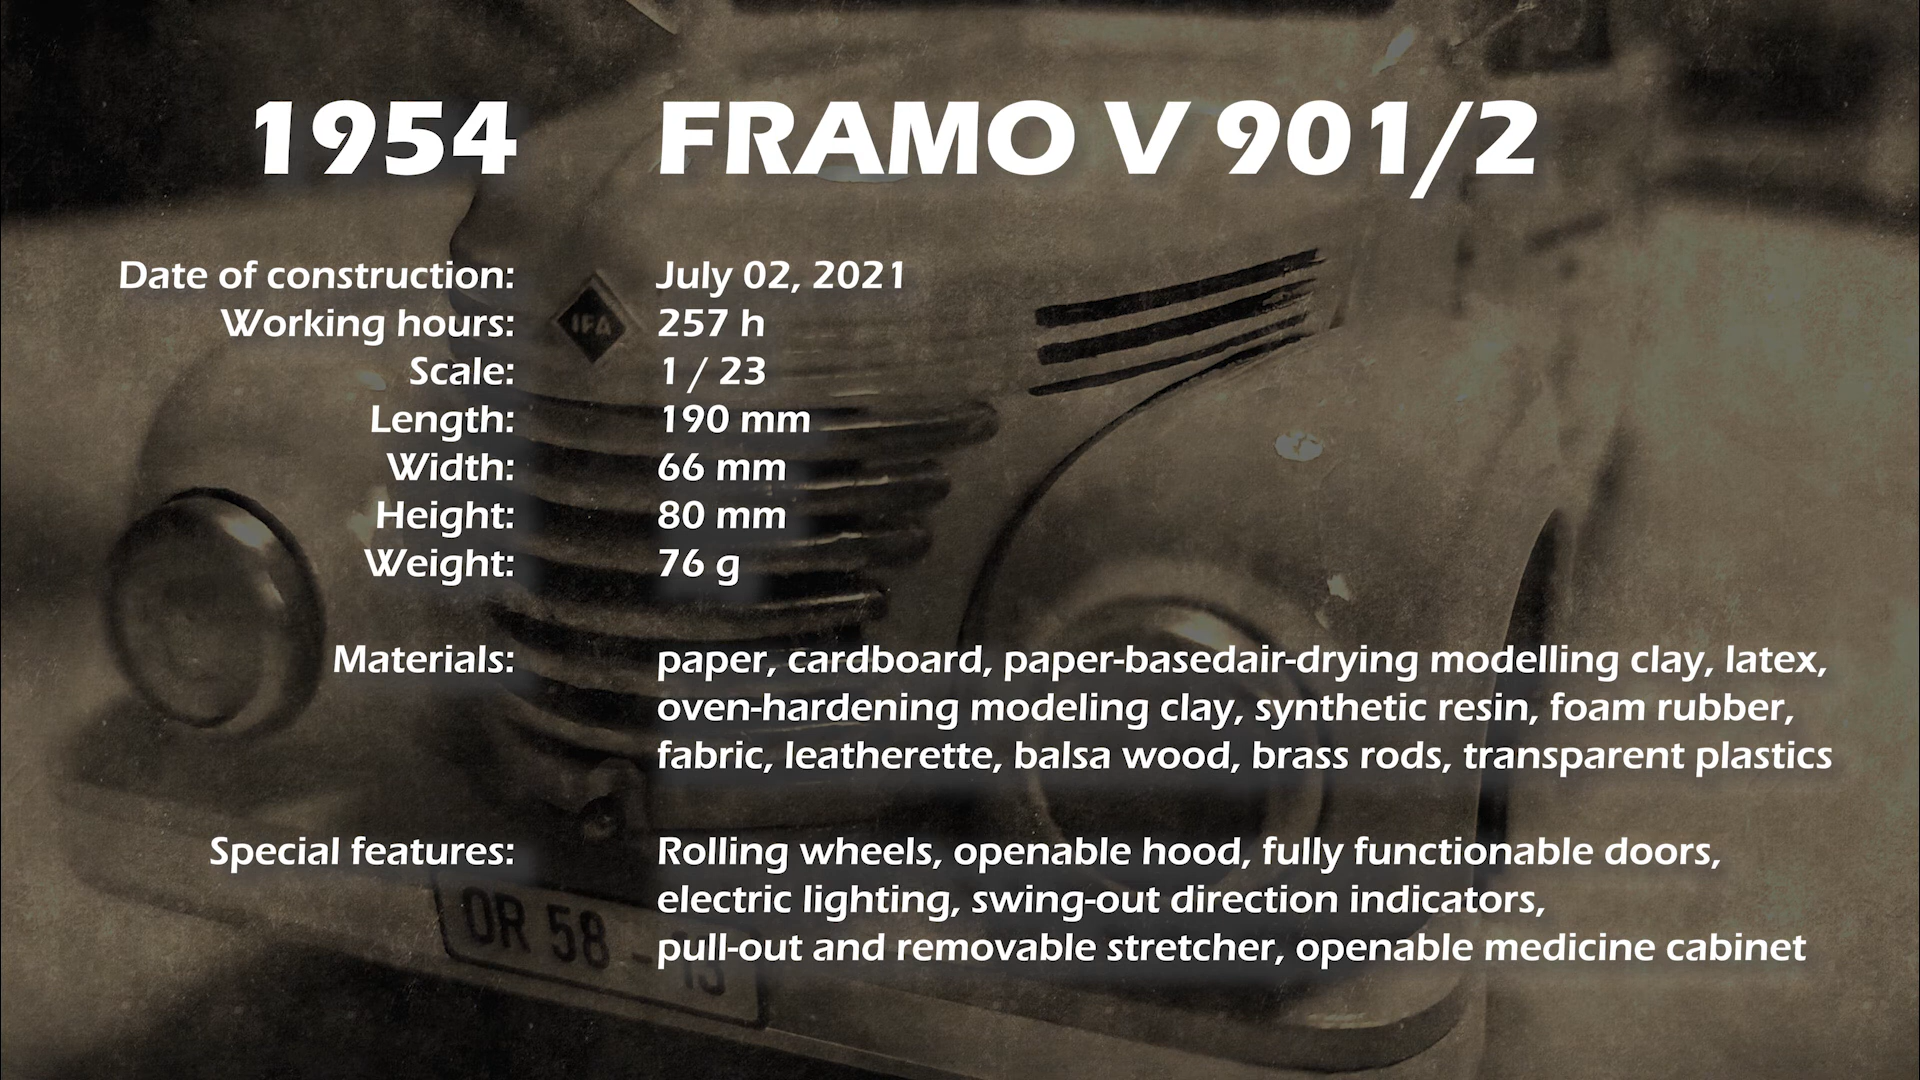 1954 FRAMO V 901/2
Date of construction: July 02, 2021
Working hours: 257 h
Scale: 1 / 23
Length: 190 mm
Width: 66 mm
Height: 80 mm
Weight: 76 g
Materials: paper, cardboard, paper-basedair-drying modelling clay, latex,
oven-hardening modeling clay, synthetic resin, foam rubber,
fabric, leatherette, balsa wood, brass rods, transparent plastics
Special features: Rolling wheels, openable hood, fully functionable doors,
electric lighting, swing-out direction indicators,
pull-out and removable stretcher, openable medicine cabinet
IFA
OR 58 - 13